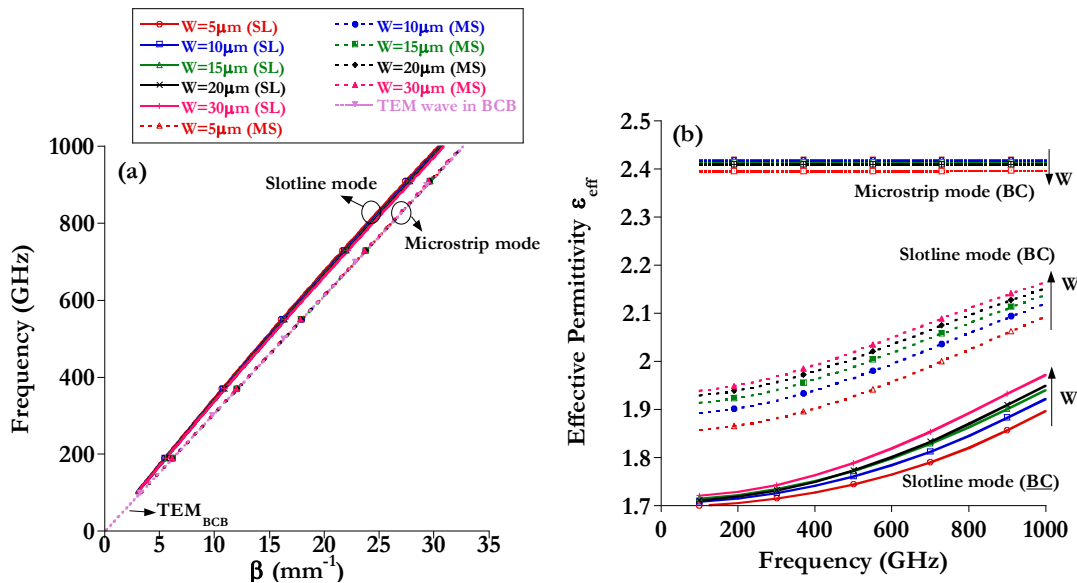 W=5μm (SL)
W=10μm (SL)
W=15μm (SL)
W=20μm (SL)
W=30μm (SL)
W=5μm (MS)
W=10μm (MS)
W=15μm (MS)
W=20μm (MS)
W=30μm (MS)
TEM wave in BCB
(a)
Slotline mode
Microstrip mode
TEM BCB
1000
800
600
400
200
0
Frequency (GHz)
0 5 10 15 20 25 30 35
β (mm⁻¹)
(b)
W
Microstrip mode (BC)
Slotline mode (BC)
W
W
Slotline mode (BC)
2.5
2.4
2.3
2.2
2.1
2
1.9
1.8
1.7
Effective Permittivity ε eff
0 200 400 600 800 1000
Frequency (GHz)